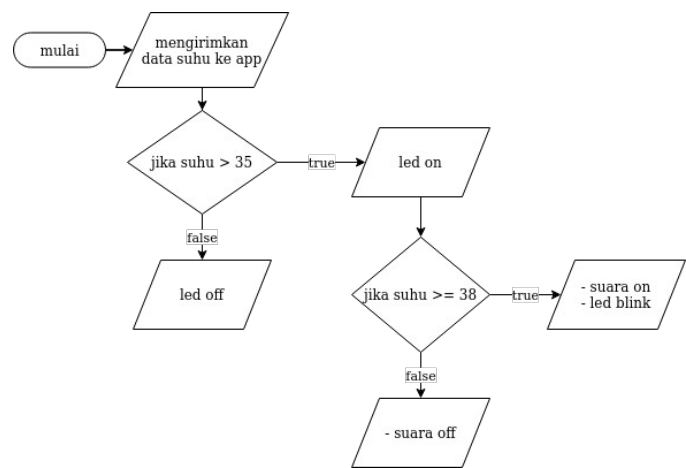 mulai
mengirimkan
data suhu ke app
jika suhu > 35
true
led on
false
led off
jika suhu >= 38
true
- suara on
- led blink
false
- suara off